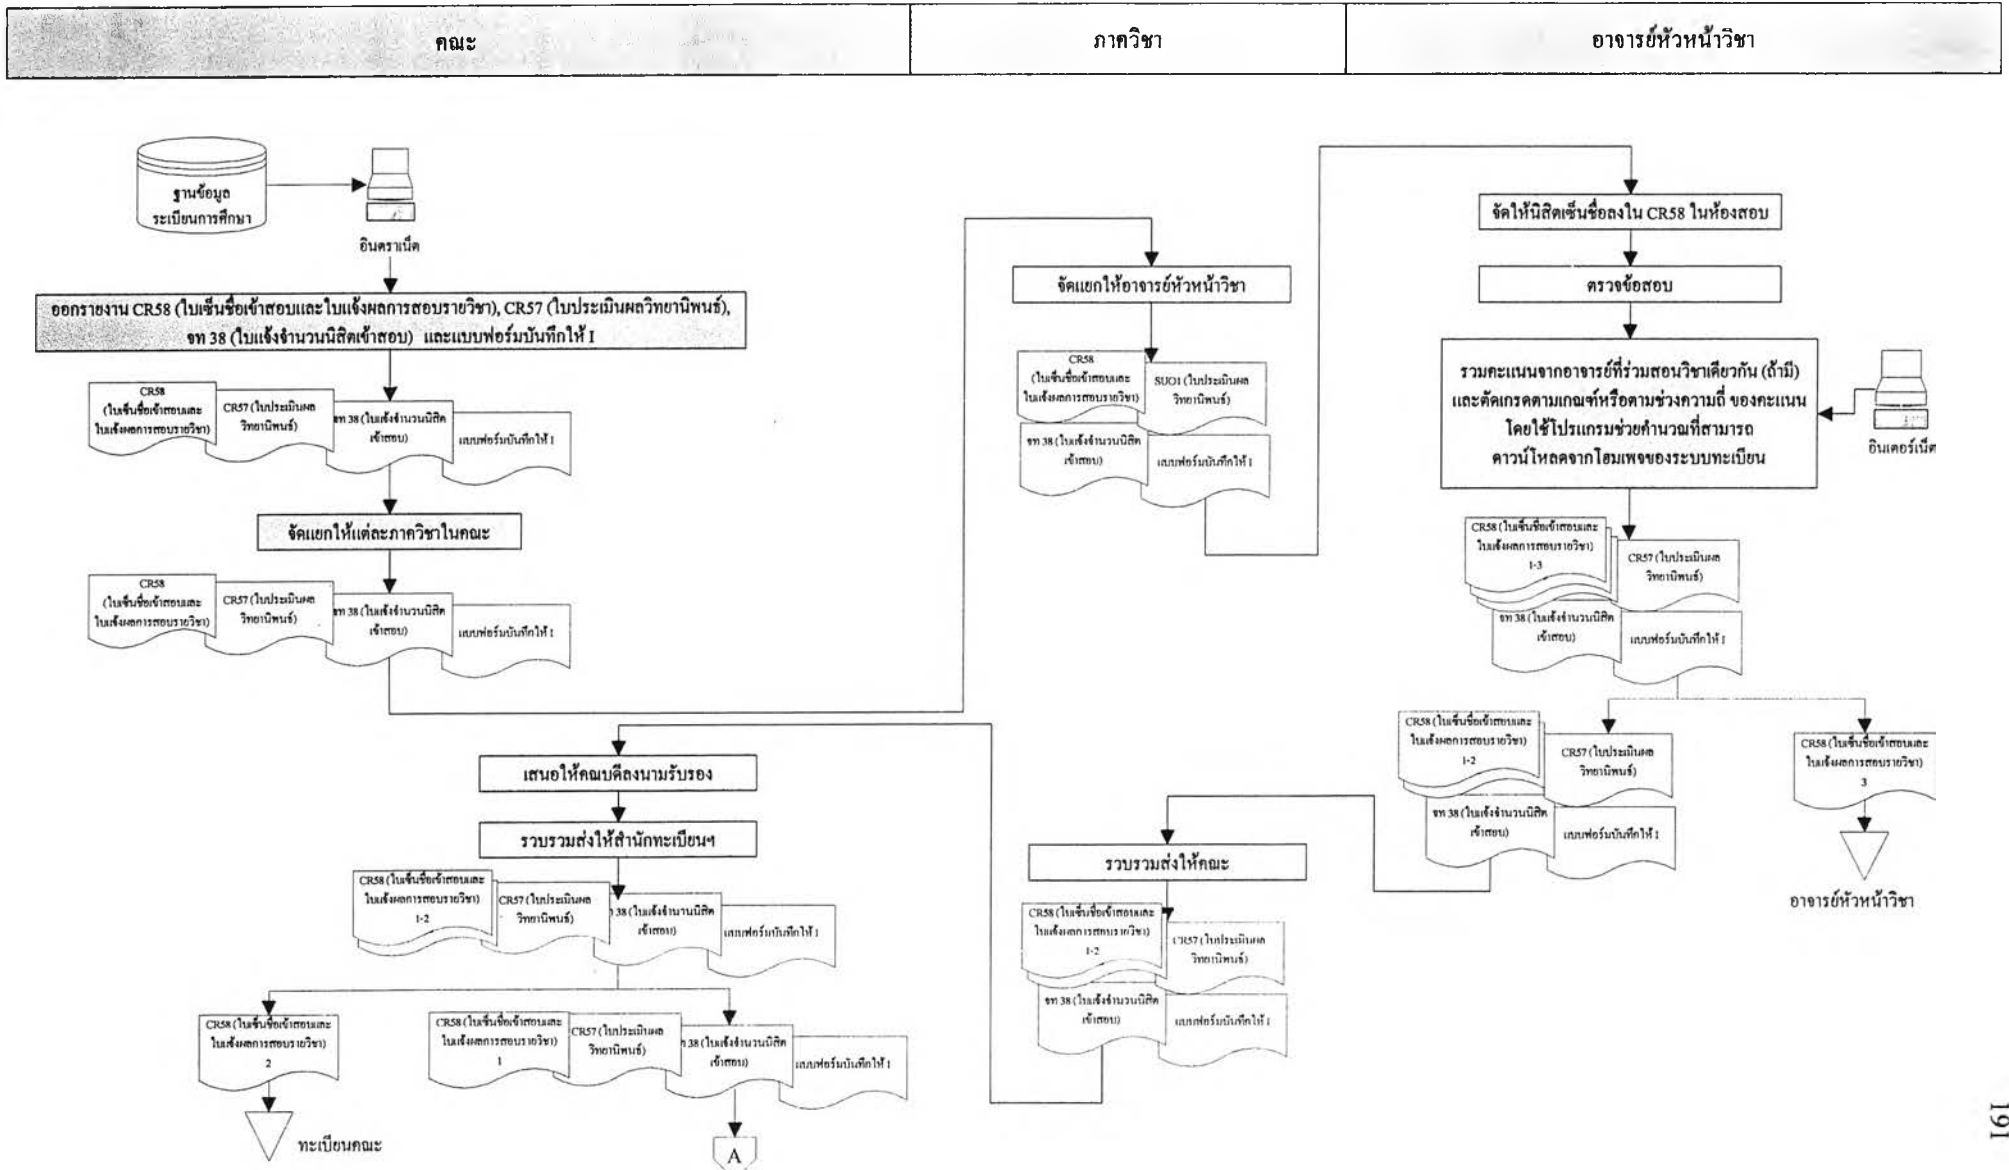 คณะ
ภาควิชา
อาจารย์หัวหน้าวิชา
ฐานข้อมูล
ระเบียนการศึกษา
อินตราเน็ต
ออกรายงาน CR58 (ใบเซ็นชื่อเข้าสอบและใบแจ้งผลการสอบรายวิชา), CR57 (ใบประเมินผลวิทยานิพนธ์),
จท 38 (ใบแจ้งจำนวนนิสิตเข้าสอบ) และแบบฟอร์มบันทึกให้ I
CR58
(ใบเซ็นชื่อเข้าสอบและ
ใบแจ้งผลการสอบรายวิชา)
CR57 (ใบประเมินผล
วิทยานิพนธ์)
จท 38 (ใบแจ้งจำนวนนิสิต
เข้าสอบ)
แบบฟอร์มบันทึกให้ I
จัดแยกให้แต่ละภาควิชาในคณะ
CR58
(ใบเซ็นชื่อเข้าสอบและ
ใบแจ้งผลการสอบรายวิชา)
CR57 (ใบประเมินผล
วิทยานิพนธ์)
จท 38 (ใบแจ้งจำนวนนิสิต
เข้าสอบ)
แบบฟอร์มบันทึกให้ I
จัดแยกให้อาจารย์หัวหน้าวิชา
CR58
(ใบเซ็นชื่อเข้าสอบและ
ใบแจ้งผลการสอบรายวิชา)
SUO1 (ใบประเมินผล
วิทยานิพนธ์)
จท 38 (ใบแจ้งจำนวนนิสิต
เข้าสอบ)
แบบฟอร์มบันทึกให้ I
จัดให้นิสิตเซ็นชื่อลงใน CR58 ในห้องสอบ
ตรวจข้อสอบ
รวมคะแนนจากอาจารย์ที่ร่วมสอนวิชาเดียวกัน (ถ้ามี)
และตัดเกรดตามเกณฑ์หรือตามช่วงความถี่ ของคะแนน
โดยใช้โปรแกรมช่วยคำนวณที่สามารถ
ดาวน์โหลดจากโฮมเพจของระบบทะเบียน
อินเตอร์เน็ต
CR58 (ใบเซ็นชื่อเข้าสอบและ
ใบแจ้งผลการสอบรายวิชา)
1-3
CR57 (ใบประเมินผล
วิทยานิพนธ์)
จท 38 (ใบแจ้งจำนวนนิสิต
เข้าสอบ)
แบบฟอร์มบันทึกให้ I
CR58 (ใบเซ็นชื่อเข้าสอบและ
ใบแจ้งผลการสอบรายวิชา)
1-2
CR57 (ใบประเมินผล
วิทยานิพนธ์)
จท 38 (ใบแจ้งจำนวนนิสิต
เข้าสอบ)
แบบฟอร์มบันทึกให้ I
CR58 (ใบเซ็นชื่อเข้าสอบและ
ใบแจ้งผลการสอบรายวิชา)
3
อาจารย์หัวหน้าวิชา
รวบรวมส่งให้คณะ
CR58 (ใบเซ็นชื่อเข้าสอบและ
ใบแจ้งผลการสอบรายวิชา)
1-2
CR57 (ใบประเมินผล
วิทยานิพนธ์)
จท 38 (ใบแจ้งจำนวนนิสิต
เข้าสอบ)
แบบฟอร์มบันทึกให้ I
เสนอให้คณบดีลงนามรับรอง
รวบรวมส่งให้สำนักทะเบียนฯ
CR58 (ใบเซ็นชื่อเข้าสอบและ
ใบแจ้งผลการสอบรายวิชา)
1-2
CR57 (ใบประเมินผล
วิทยานิพนธ์)
38 (ใบแจ้งจำนวนนิสิต
เข้าสอบ)
แบบฟอร์มบันทึกให้ I
CR58 (ใบเซ็นชื่อเข้าสอบและ
ใบแจ้งผลการสอบรายวิชา)
2
CR58 (ใบเซ็นชื่อเข้าสอบและ
ใบแจ้งผลการสอบรายวิชา)
1
CR57 (ใบประเมินผล
วิทยานิพนธ์)
38 (ใบแจ้งจำนวนนิสิต
เข้าสอบ)
แบบฟอร์มบันทึกให้ I
ทะเบียนคณะ
A
191